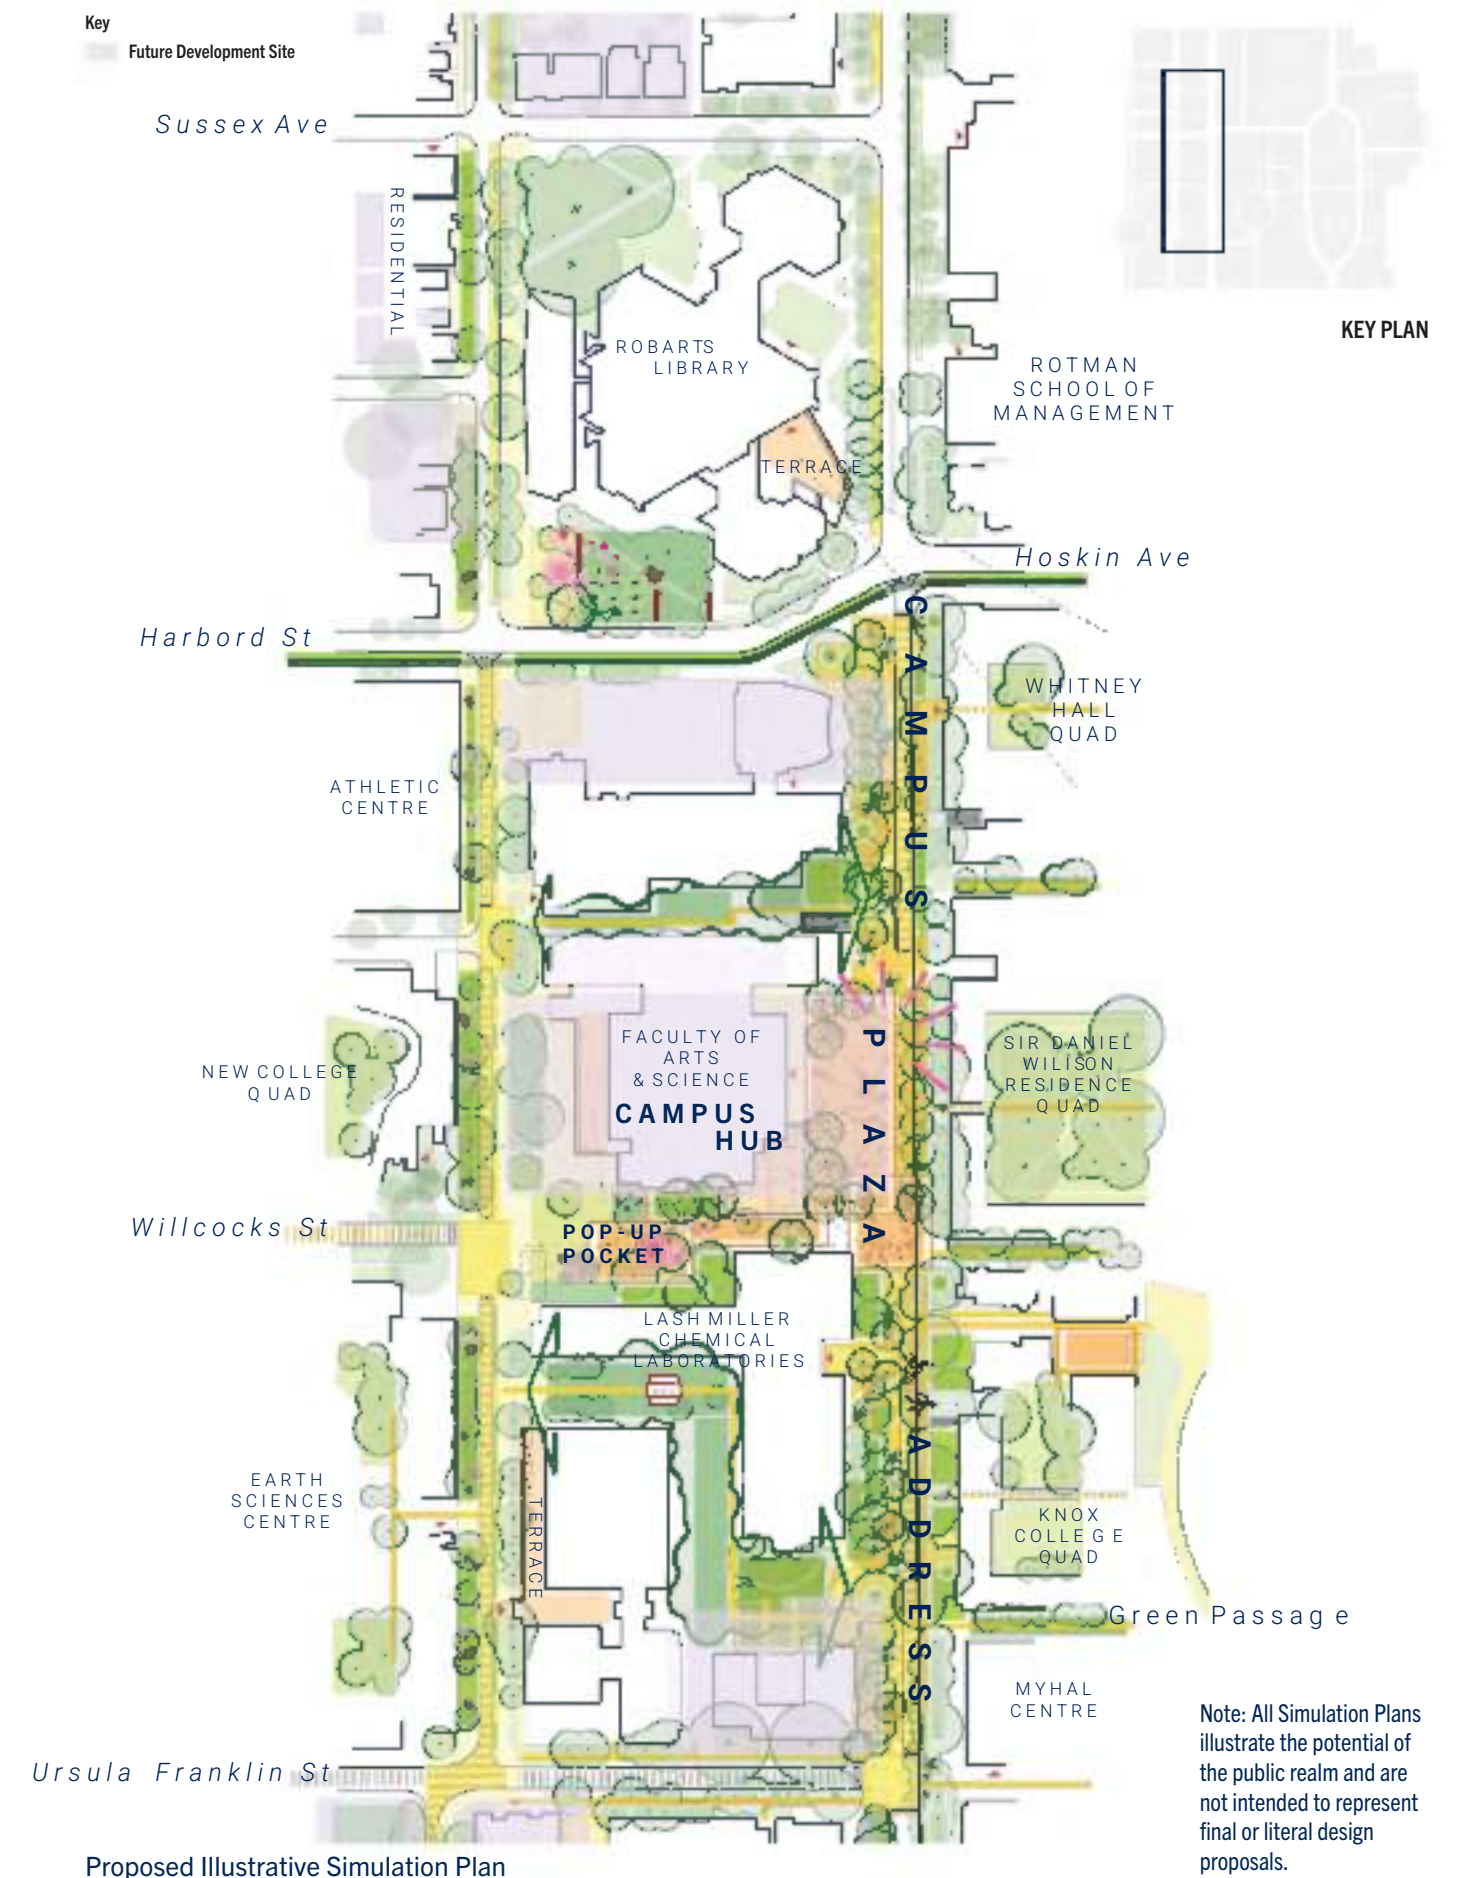 Key
Future Development Site
Sussex Ave
RESIDENTIAL
KEY PLAN
ROBARTS
LIBRARY
ROTMAN
SCHOOL OF
MANAGEMENT
TERRACE
Hoskin Ave
Harbord St
CAMPUS
WHITNEY
HALL
QUAD
ATHLETIC
CENTRE
PLAZA
FACULTY OF
ARTS
& SCIENCE
CAMPUS
HUB
NEW COLLEGE
QUAD
SIR DANIEL
WILISON
RESIDENCE
QUAD
Willcocks St
POP-UP
POCKET
LASH MILLER
CHEMICAL
LABORATORIES
ADDRESS
EARTH
SCIENCES
CENTRE
TERRACE
KNOX
COLLEGE
QUAD
Green Passage
MYHAL
CENTRE
Ursula Franklin St
Note: All Simulation Plans
illustrate the potential of
the public realm and are
not intended to represent
final or literal design
proposals.
Proposed Illustrative Simulation Plan